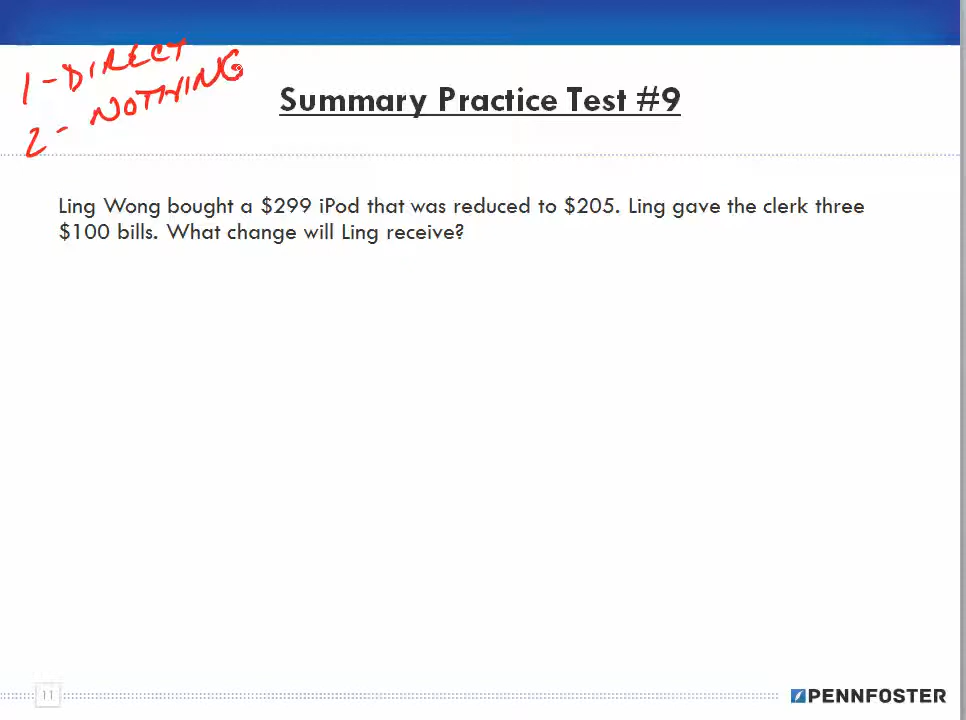 1 - DIRECT
2 - NOTHING
Summary Practice Test #9
Ling Wong bought a $299 iPod that was reduced to $205. Ling gave the clerk three
$100 bills. What change will Ling receive?
11
PENNFOSTER